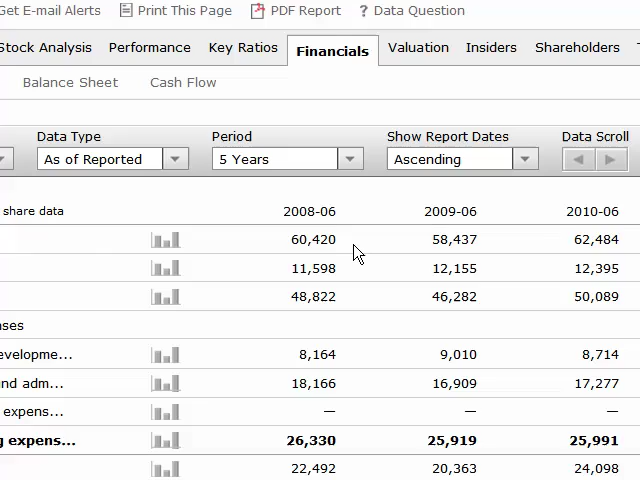 Get E-mail Alerts Print This Page PDF Report ? Data Question
Stock Analysis Performance Key Ratios Financials Valuation Insiders Shareholders
Balance Sheet Cash Flow
Data Type Period Show Report Dates Data Scroll
As of Reported 5 Years Ascending
share data 2008-06 2009-06 2010-06
60,420 58,437 62,484
11,598 12,155 12,395
48,822 46,282 50,089
ses
evelopme... 8,164 9,010 8,714
nd adm... 18,166 16,909 17,277
expens... — — —
g expens... 26,330 25,919 25,991
22,492 20,363 24,098